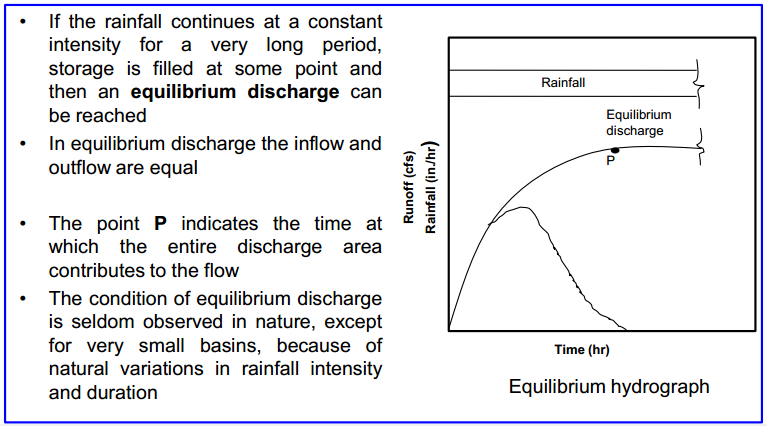 • If the rainfall continues at a constant
intensity for a very long period,
storage is filled at some point and
then an equilibrium discharge can
be reached
• In equilibrium discharge the inflow and
outflow are equal
• The point P indicates the time at
which the entire discharge area
contributes to the flow
• The condition of equilibrium discharge
is seldom observed in nature, except
for very small basins, because of
natural variations in rainfall intensity
and duration
Rainfall
Equilibrium
discharge
P
Runoff (cfs)
Rainfall (in./hr)
Time (hr)
Equilibrium hydrograph